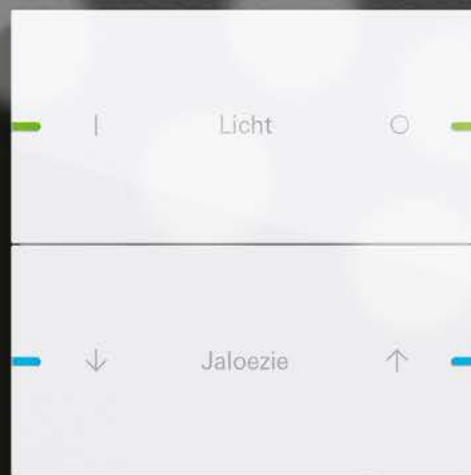 | Licht O
↓ Jaloezie ↑